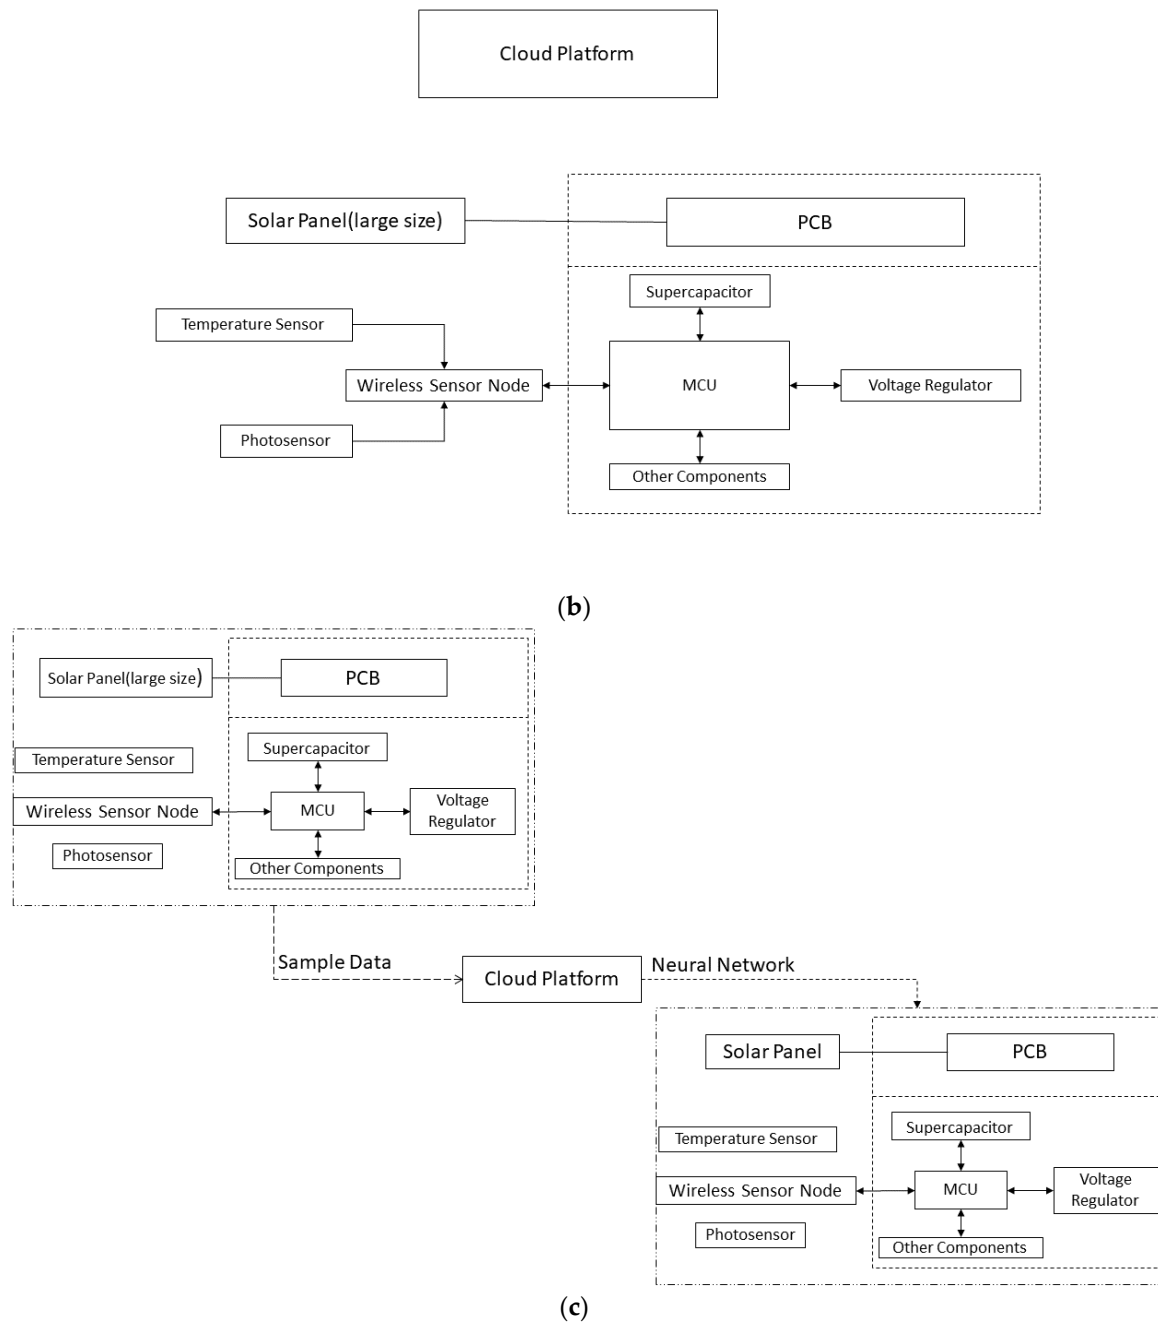 Cloud Platform
Solar Panel(large size)
PCB
Supercapacitor
Temperature Sensor
Wireless Sensor Node
MCU
Voltage Regulator
Photosensor
Other Components
(b)
Solar Panel(large size)
PCB
Supercapacitor
Temperature Sensor
Wireless Sensor Node
MCU
Voltage
Regulator
Photosensor
Other Components
Sample Data
Cloud Platform
Neural Network
Solar Panel
PCB
Supercapacitor
Temperature Sensor
Wireless Sensor Node
MCU
Voltage
Regulator
Photosensor
Other Components
(c)